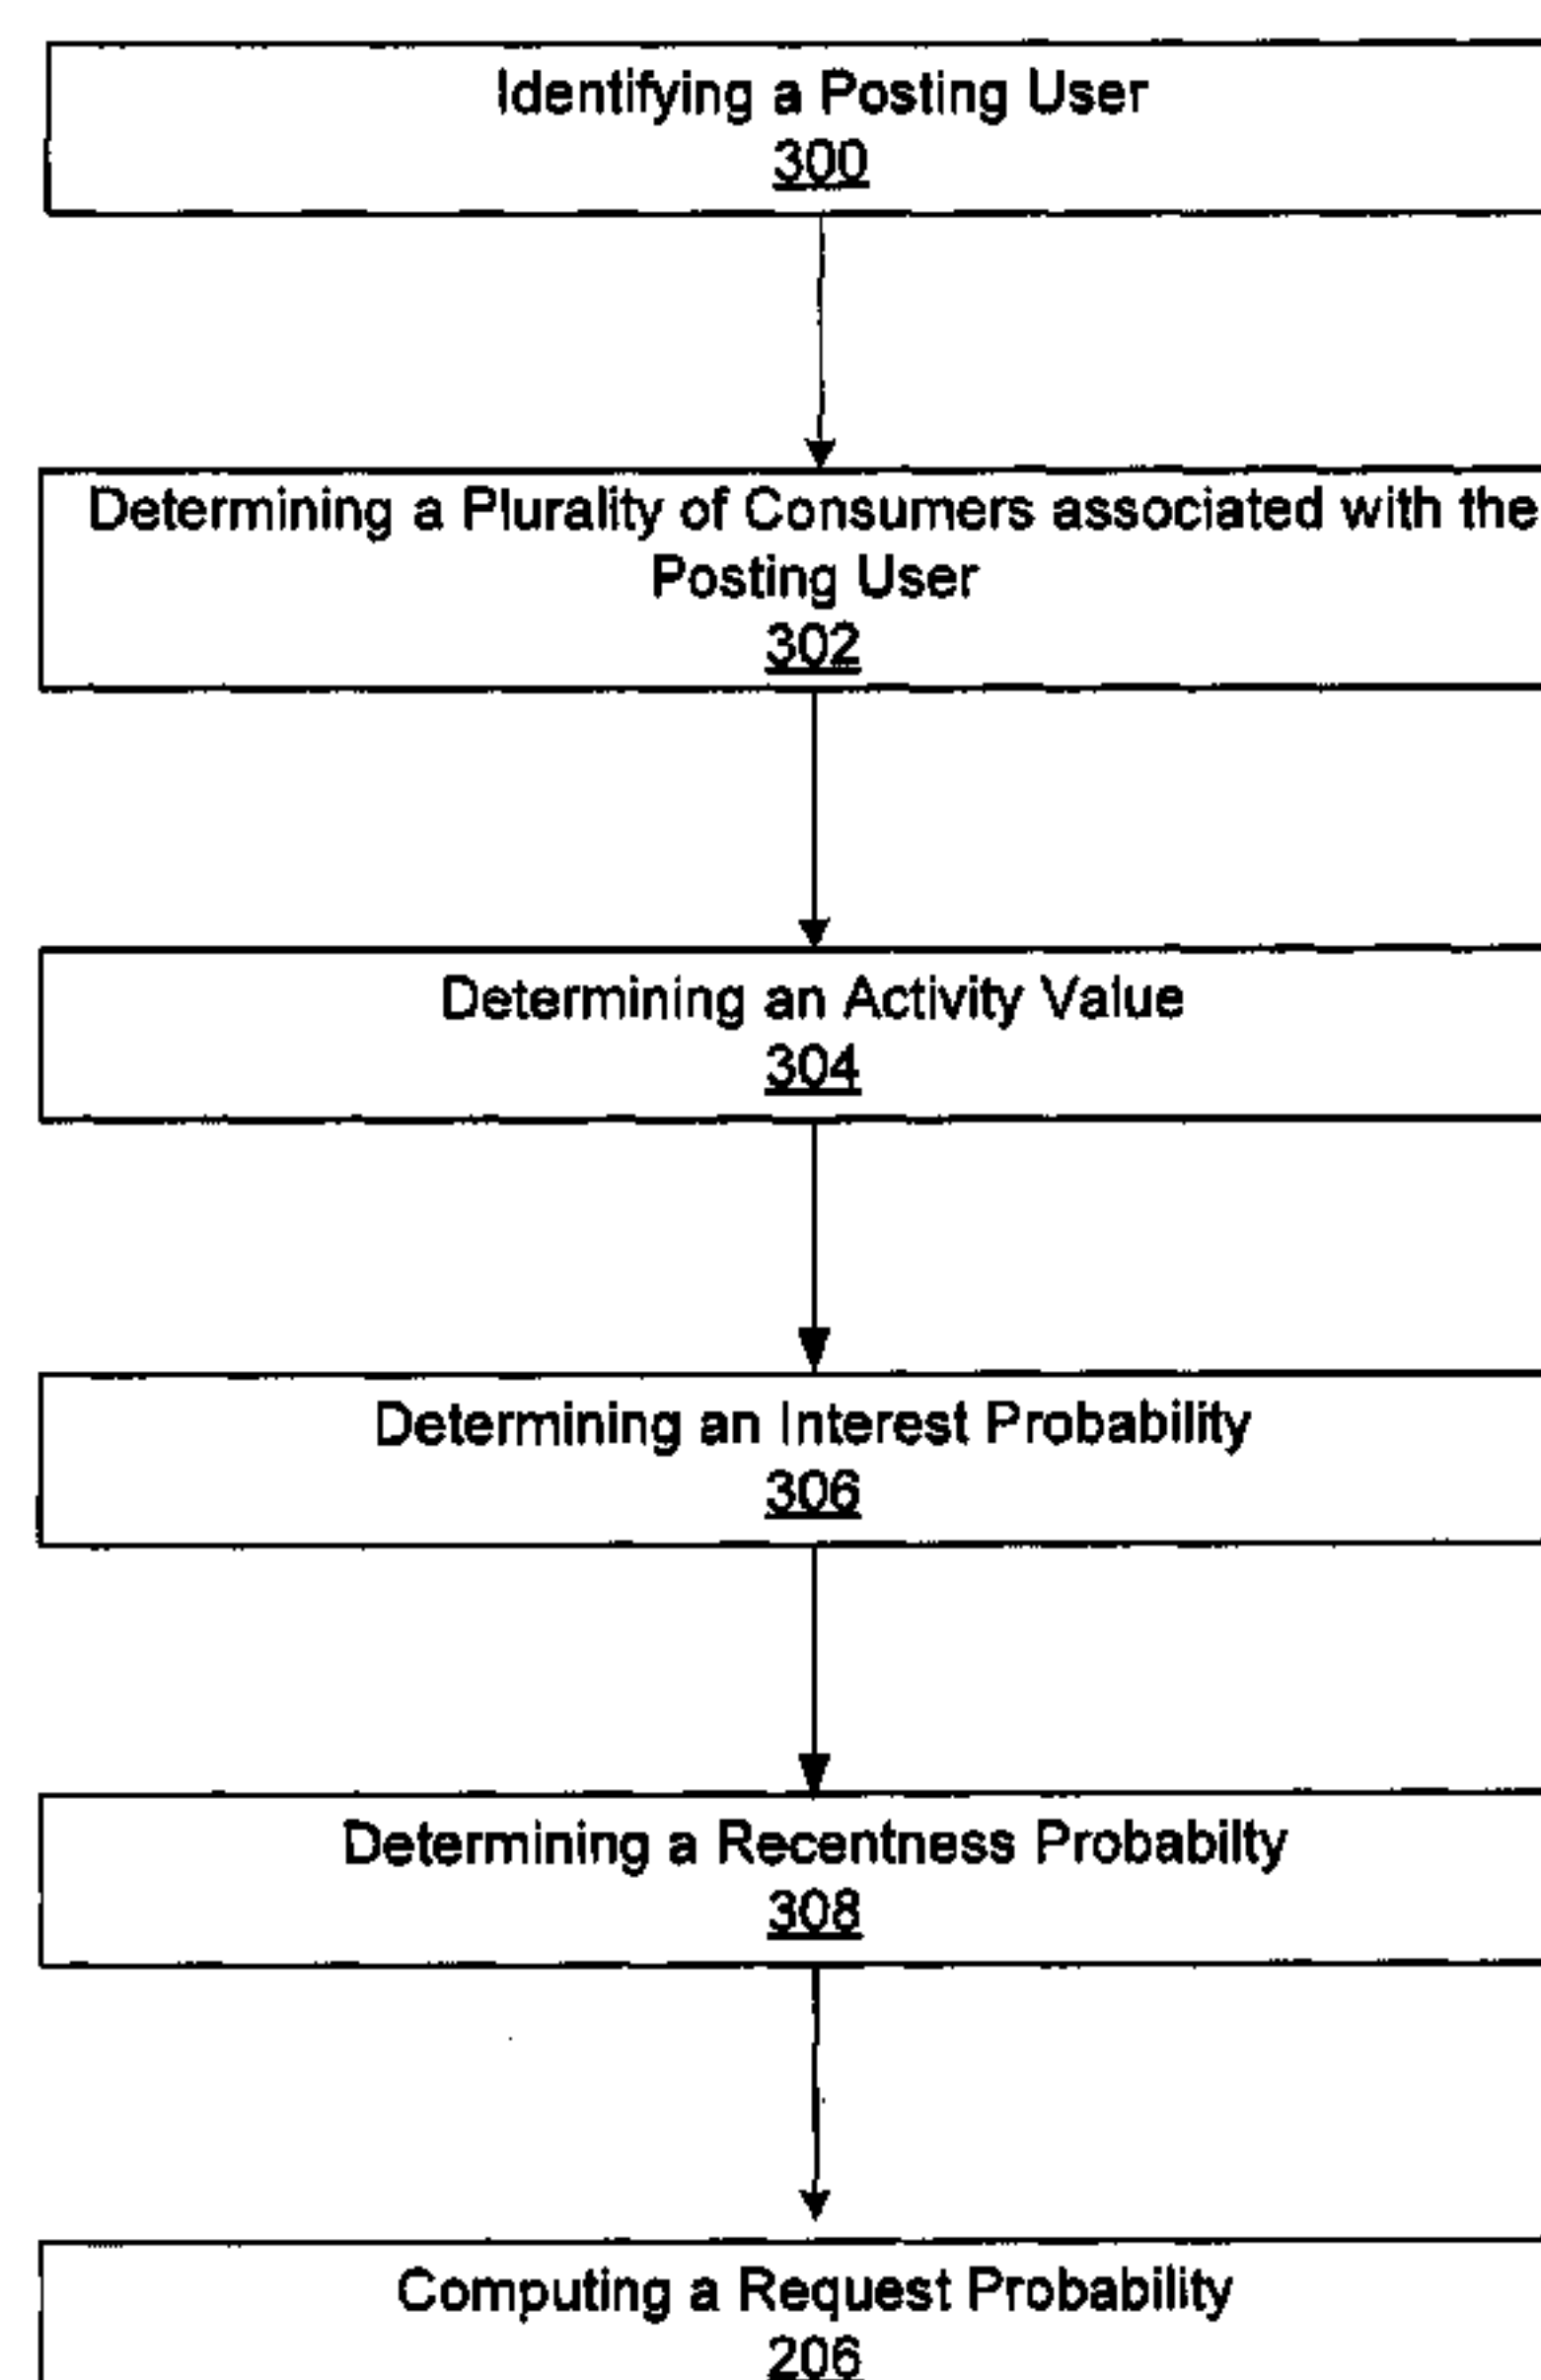 Identifying a Posting User
300
Determining a Plurality of Consumers associated with the
Posting User
302
Determining an Activity Value
304
Determining an Interest Probability
306
Determining a Recentness Probabilty
308
Computing a Request Probability
206